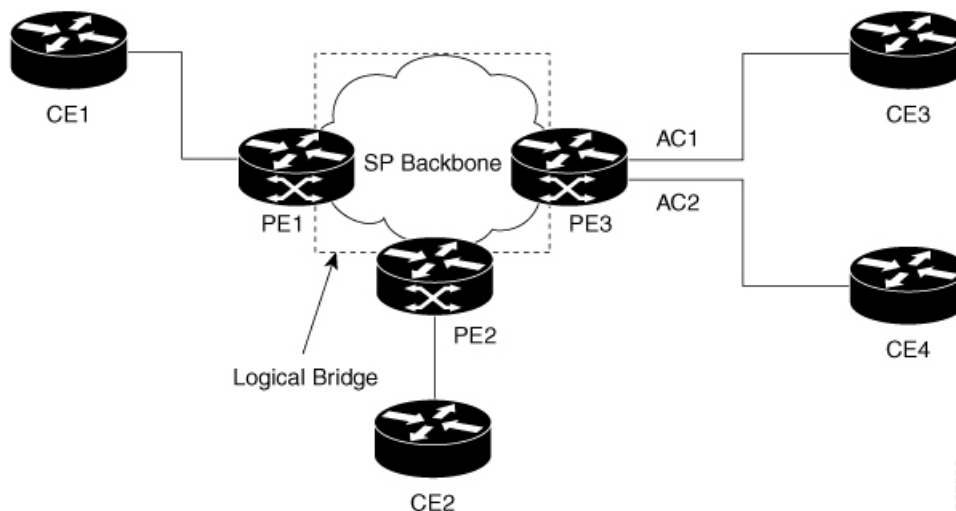 CE1
CE3
SP Backbone
AC1
PE1
PE3
AC2
PE2
CE4
Logical Bridge
CE2